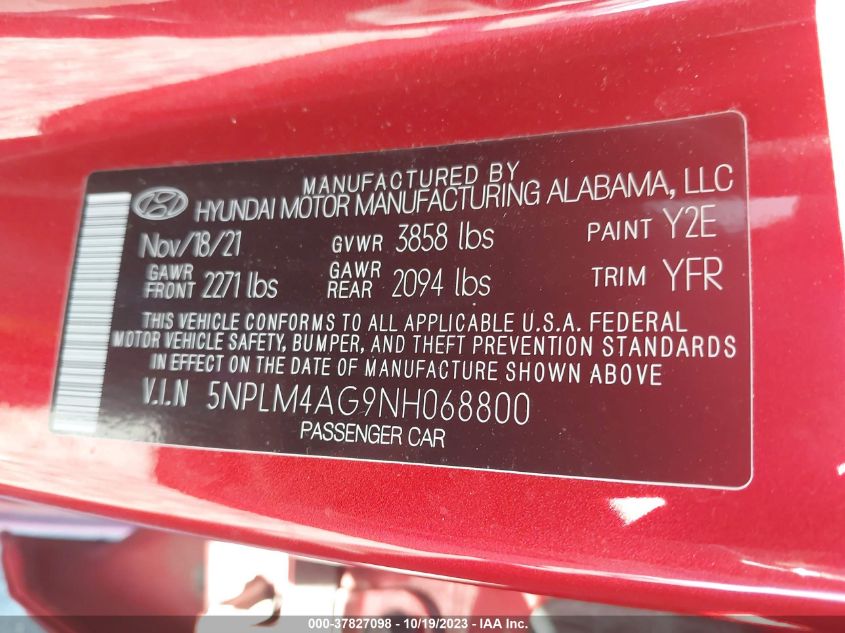 MANUFACTURED BY
HYUNDAI MOTOR MANUFACTURING ALABAMA, LLC
Nov/18/21 GVWR 3858 lbs PAINT Y2E
GAWR FRONT 2271 lbs GAWR REAR 2094 lbs TRIM YFR
THIS VEHICLE CONFORMS TO ALL APPLICABLE U.S.A. FEDERAL
MOTOR VEHICLE SAFETY, BUMPER, AND THEFT PREVENTION STANDARDS
IN EFFECT ON THE DATE OF MANUFACTURE SHOWN ABOVE.
V.I.N 5NPLM4AG9NH068800
PASSENGER CAR
000-37827098 - 10/19/2023 - IAA Inc.